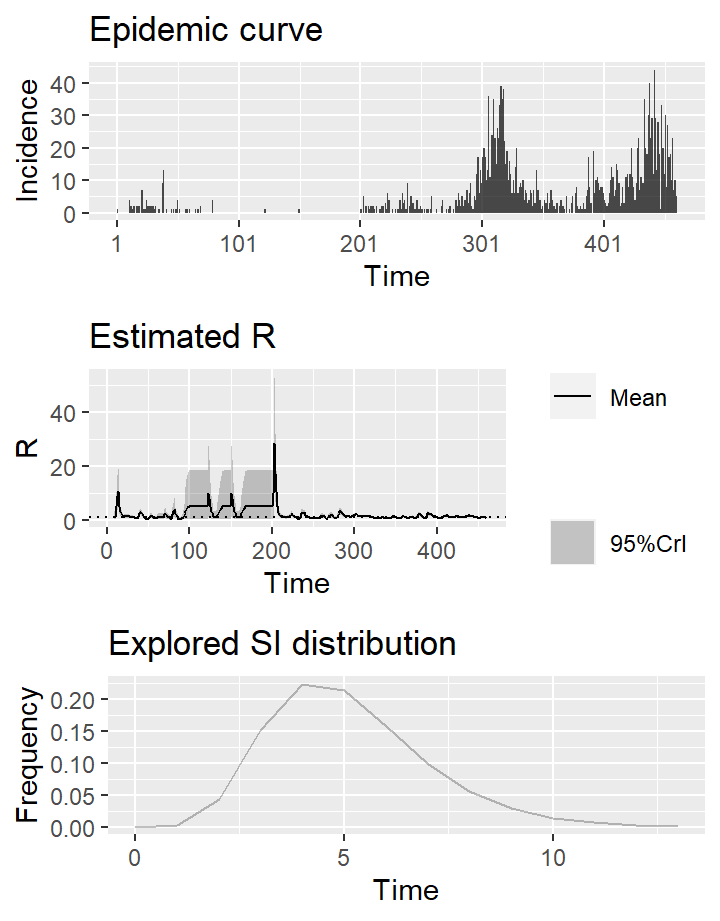 Epidemic curve
Incidence
40
30
20
10
0
1 101 201 301 401
Time
Estimated R
R
40
20
0
0 100 200 300 400
Time
Mean
95%CrI
Explored SI distribution
Frequency
0.20
0.15
0.10
0.05
0.00
0 5 10
Time